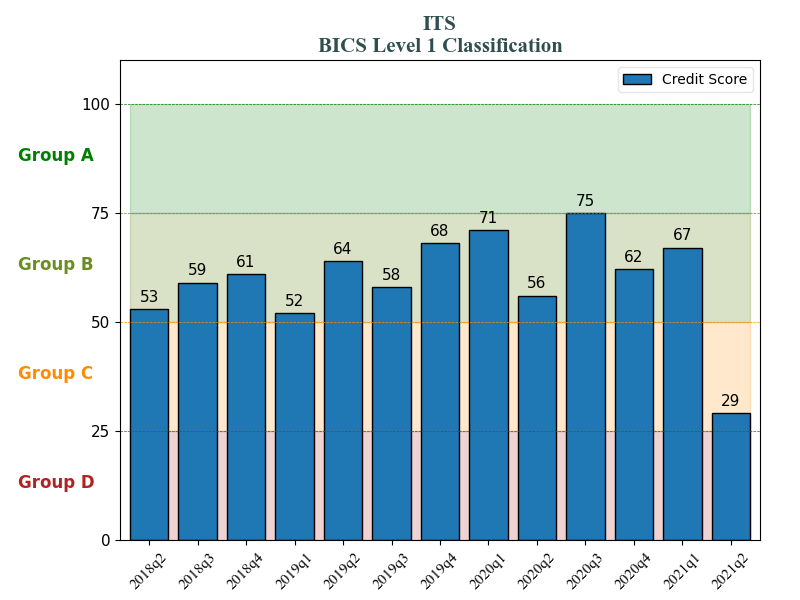 ITS
BICS Level 1 Classification
Credit Score
100
75
50
25
0
Group A
Group B
Group C
Group D
53
59
61
52
64
58
68
71
56
75
62
67
29
2018q2
2018q3
2018q4
2019q1
2019q2
2019q3
2019q4
2020q1
2020q2
2020q3
2020q4
2021q1
2021q2